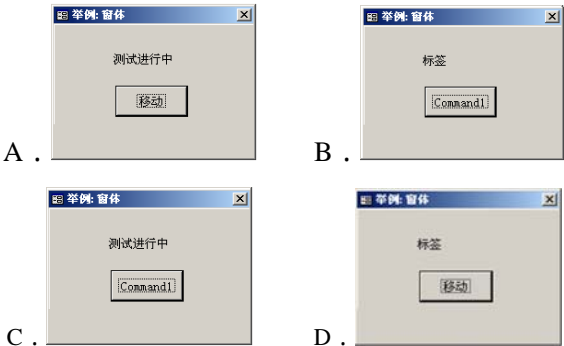 举例: 窗体
测试进行中
移动
A．
举例: 窗体
标签
Command1
B．
举例: 窗体
测试进行中
Command1
C．
举例: 窗体
标签
移动
D．